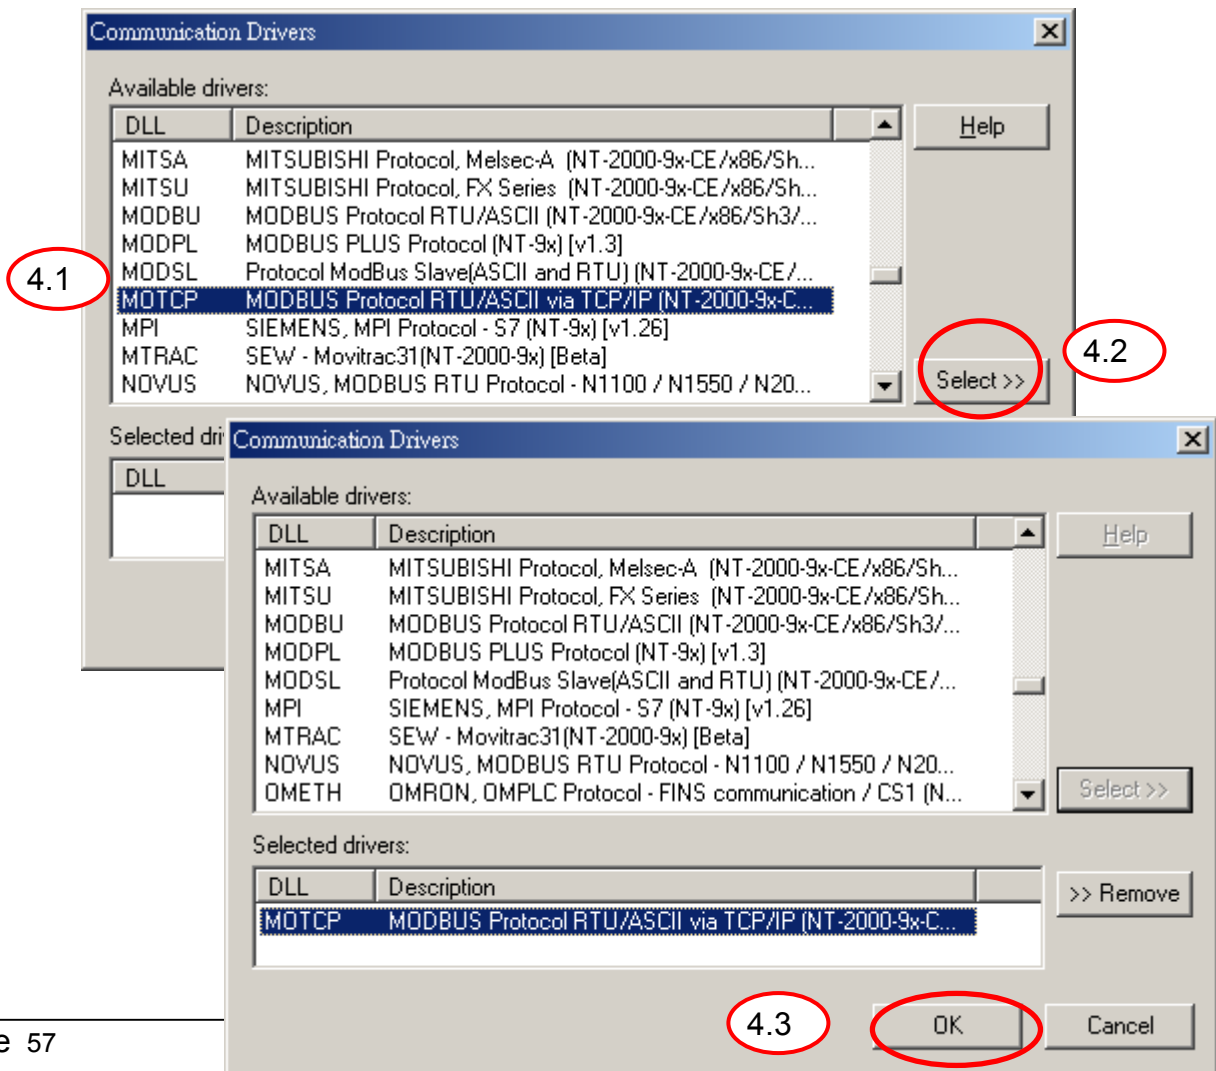 Communication Drivers
Available drivers:
DLL Description
MITSA MITSUBISHI Protocol, Melsec-A (NT-2000-9x-CE/x86/Sh...
MITSU MITSUBISHI Protocol, FX Series (NT-2000-9x-CE/x86/Sh...
MODBU MODBUS Protocol RTU/ASCII (NT-2000-9x-CE/x86/Sh3/...
MODPL MODBUS PLUS Protocol (NT-9x) [v1.3]
MODSL Protocol ModBus Slave(ASCII and RTU) (NT-2000-9x-CE/...
MOTCP MODBUS Protocol RTU/ASCII via TCP/IP (NT-2000-9x-C...
MPI SIEMENS, MPI Protocol - S7 (NT-9x) [v1.26]
MTRAC SEW - Movitrac31(NT-2000-9x) [Beta]
NOVUS NOVUS, MODBUS RTU Protocol - N1100 / N1550 / N20...
Help
4.1
4.2
Select >>
Selected dri
DLL
Communication Drivers
Available drivers:
DLL Description
MITSA MITSUBISHI Protocol, Melsec-A (NT-2000-9x-CE/x86/Sh...
MITSU MITSUBISHI Protocol, FX Series (NT-2000-9x-CE/x86/Sh...
MODBU MODBUS Protocol RTU/ASCII (NT-2000-9x-CE/x86/Sh3/...
MODPL MODBUS PLUS Protocol (NT-9x) [v1.3]
MODSL Protocol ModBus Slave(ASCII and RTU) (NT-2000-9x-CE/...
MPI SIEMENS, MPI Protocol - S7 (NT-9x) [v1.26]
MTRAC SEW - Movitrac31(NT-2000-9x) [Beta]
NOVUS NOVUS, MODBUS RTU Protocol - N1100 / N1550 / N20...
OMETH OMRON, OMPLC Protocol - FINS communication / CS1 (N...
Help
Select >>
Selected drivers:
DLL Description
MOTCP MODBUS Protocol RTU/ASCII via TCP/IP (NT-2000-9x-C...
>> Remove
4.3
OK
Cancel
e 57